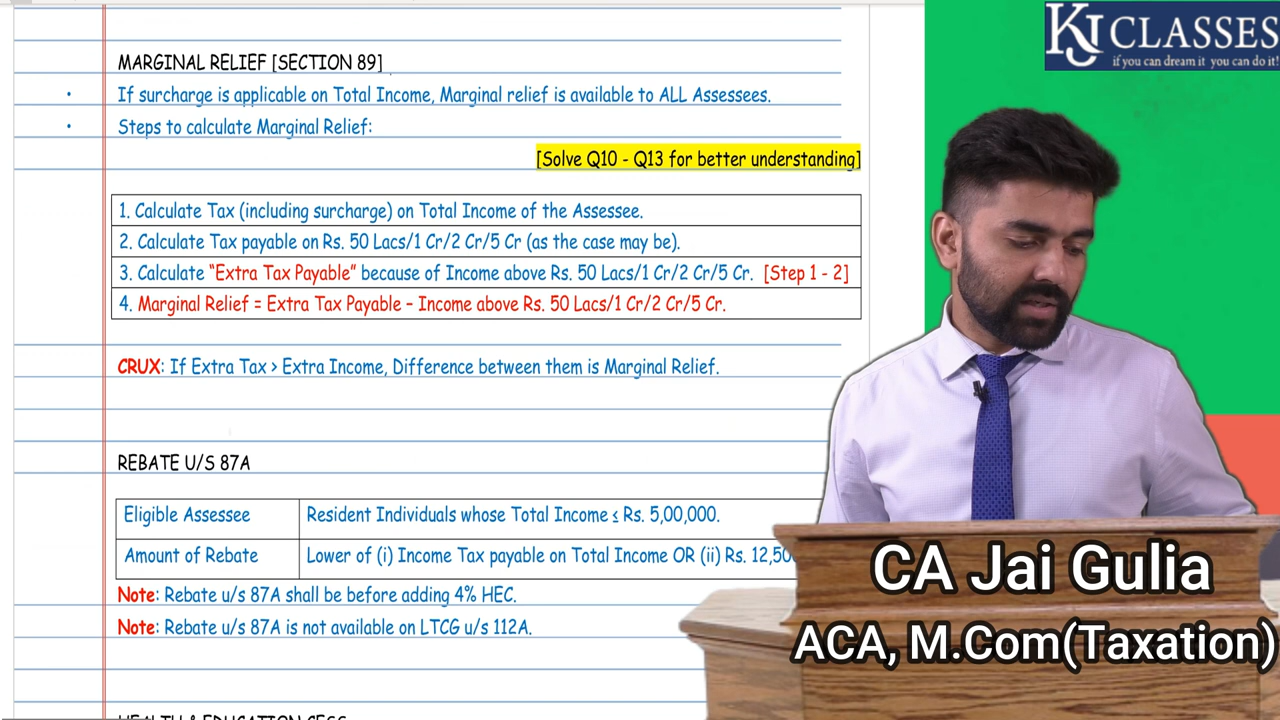 MARGINAL RELIEF [SECTION 89]
• If surcharge is applicable on Total Income, Marginal relief is available to ALL Assessees.
• Steps to calculate Marginal Relief:
[Solve Q10 - Q13 for better understanding]
1. Calculate Tax (including surcharge) on Total Income of the Assessee.
2. Calculate Tax payable on Rs. 50 Lacs/1 Cr/2 Cr/5 Cr (as the case may be).
3. Calculate “Extra Tax Payable” because of Income above Rs. 50 Lacs/1 Cr/2 Cr/5 Cr. [Step 1 - 2]
4. Marginal Relief = Extra Tax Payable – Income above Rs. 50 Lacs/1 Cr/2 Cr/5 Cr.
CRUX: If Extra Tax > Extra Income, Difference between them is Marginal Relief.
REBATE U/S 87A
Eligible Assessee Resident Individuals whose Total Income ≤ Rs. 5,00,000.
Amount of Rebate Lower of (i) Income Tax payable on Total Income OR (ii) Rs. 12,50
Note: Rebate u/s 87A shall be before adding 4% HEC.
Note: Rebate u/s 87A is not available on LTCG u/s 112A.
HEALTH & EDUCATION CESS
KJ CLASSES
if you can dream it you can do it!
CA Jai Gulia
ACA, M.Com(Taxation)